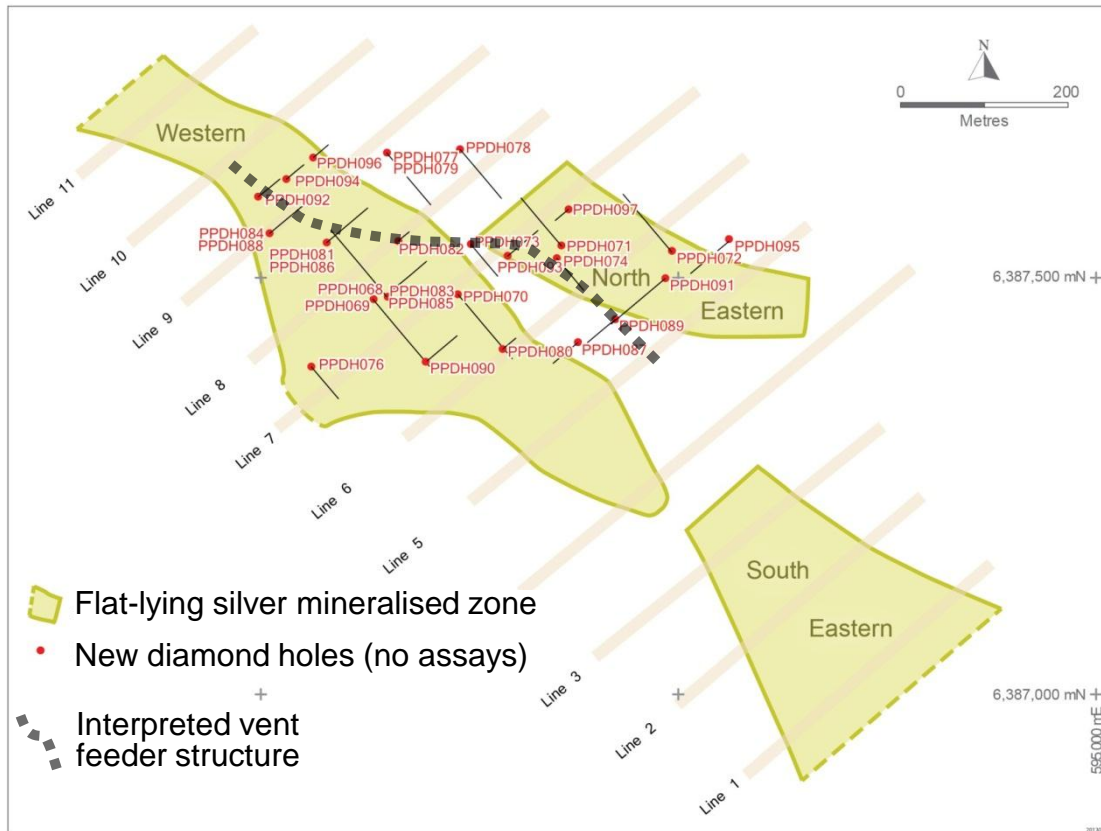 N
0 200
Metres
Western
PPDH078
PPDH077
PPDH079
PPDH096
PPDH094
PPDH092
Line 11
PPDH097
PPDH084
PPDH088
PPDH081
PPDH086
PPDH082
PPDH073
PPDH093
PPDH071
PPDH074
PPDH072
PPDH095
Line 10
6,387,500 mN
North
Eastern
PPDH091
PPDH068
PPDH069
PPDH083
PPDH085
PPDH070
PPDH089
Line 9
PPDH080
PPDH087
PPDH076
PPDH090
Line 8
Line 7
Line 6
Line 5
South
Eastern
Flat-lying silver mineralised zone
New diamond holes (no assays)
Line 3
6,387,000 mN
Line 2
Interpreted vent
feeder structure
595000 mE
Line 1